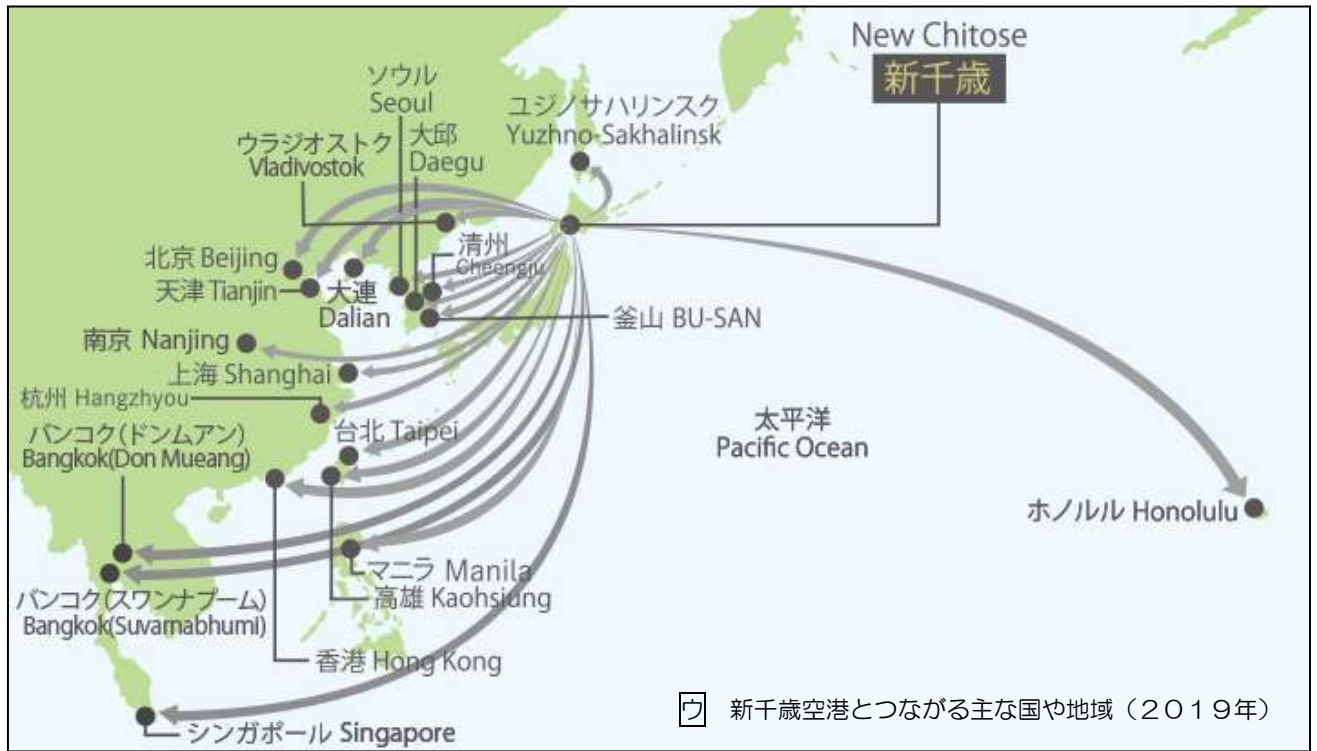 New Chitose
新千歳
ソウル
Seoul
ユジノサハリンスク
Yuzhno-Sakhalinsk
ウラジオストク
Vladivostok
大邱
Daegu
清州
Cheongju
北京 Beijing
天津 Tianjin
大連
Dalian
釜山 BU-SAN
南京 Nanjing
上海 Shanghai
杭州 Hangzhyou
台北 Taipei
バンコク(ドンムアン)
Bangkok(Don Mueang)
太平洋
Pacific Ocean
ホノルル Honolulu
マニラ Manila
高雄 Kaohsiung
バンコク(スワンナプーム)
Bangkok(Suvarnabhumi)
香港 Hong Kong
シンガポール Singapore
ウ 新千歳空港とつながる主な国や地域（２０１９年）